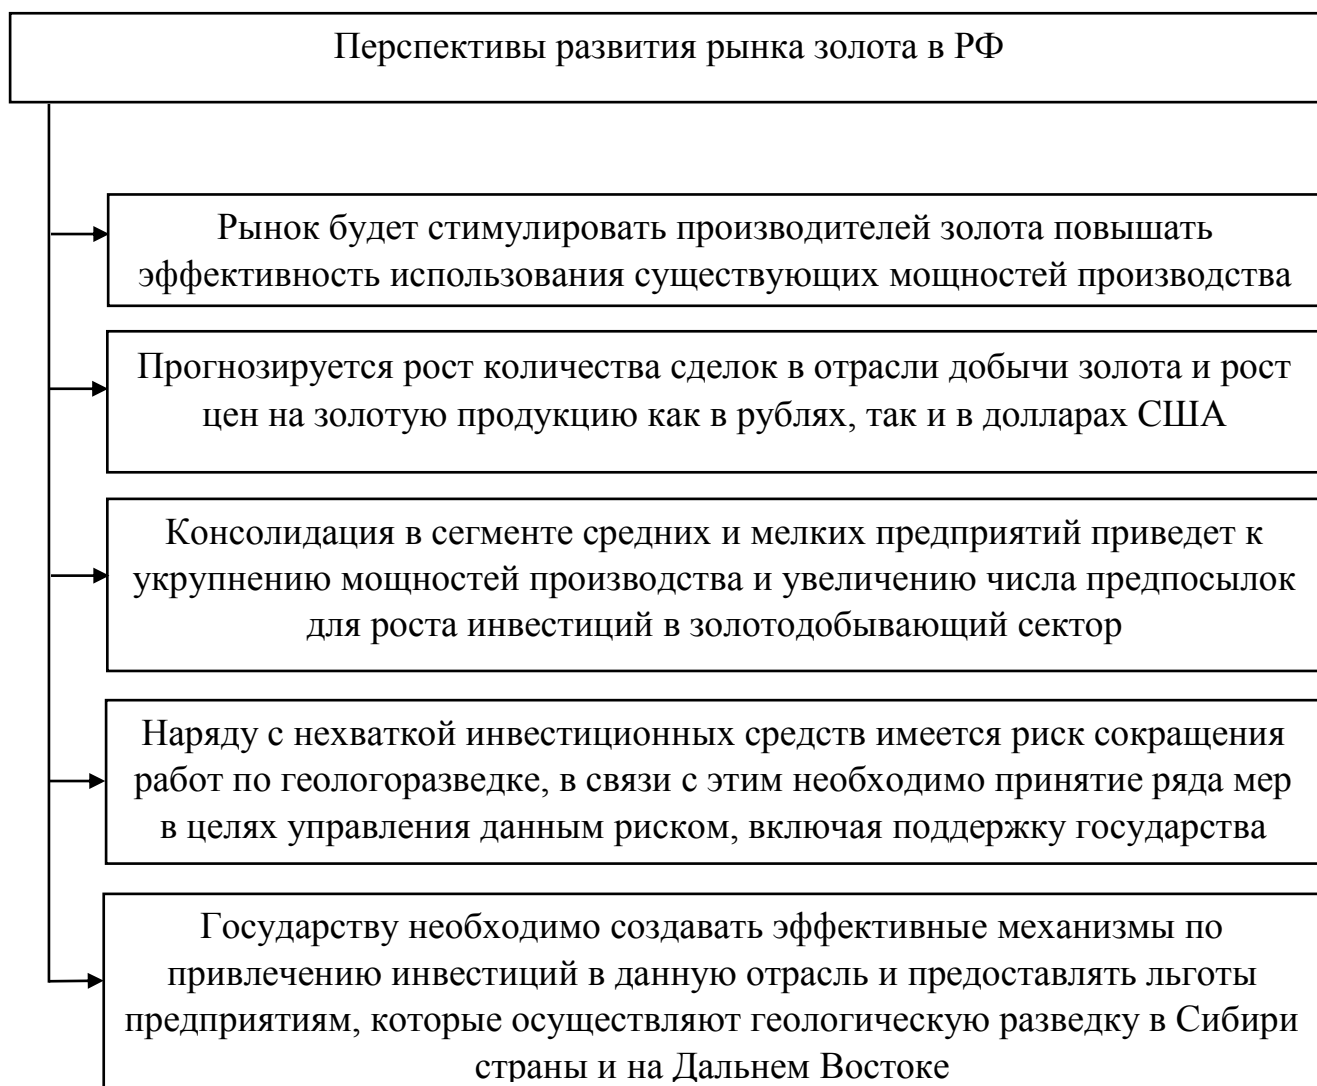 Перспективы развития рынка золота в РФ
Рынок будет стимулировать производителей золота повышать
эффективность использования существующих мощностей производства
Прогнозируется рост количества сделок в отрасли добычи золота и рост
цен на золотую продукцию как в рублях, так и в долларах США
Консолидация в сегменте средних и мелких предприятий приведет к
укрупнению мощностей производства и увеличению числа предпосылок
для роста инвестиций в золотодобывающий сектор
Наряду с нехваткой инвестиционных средств имеется риск сокращения
работ по геологоразведке, в связи с этим необходимо принятие ряда мер
в целях управления данным риском, включая поддержку государства
Государству необходимо создавать эффективные механизмы по
привлечению инвестиций в данную отрасль и предоставлять льготы
предприятиям, которые осуществляют геологическую разведку в Сибири
страны и на Дальнем Востоке